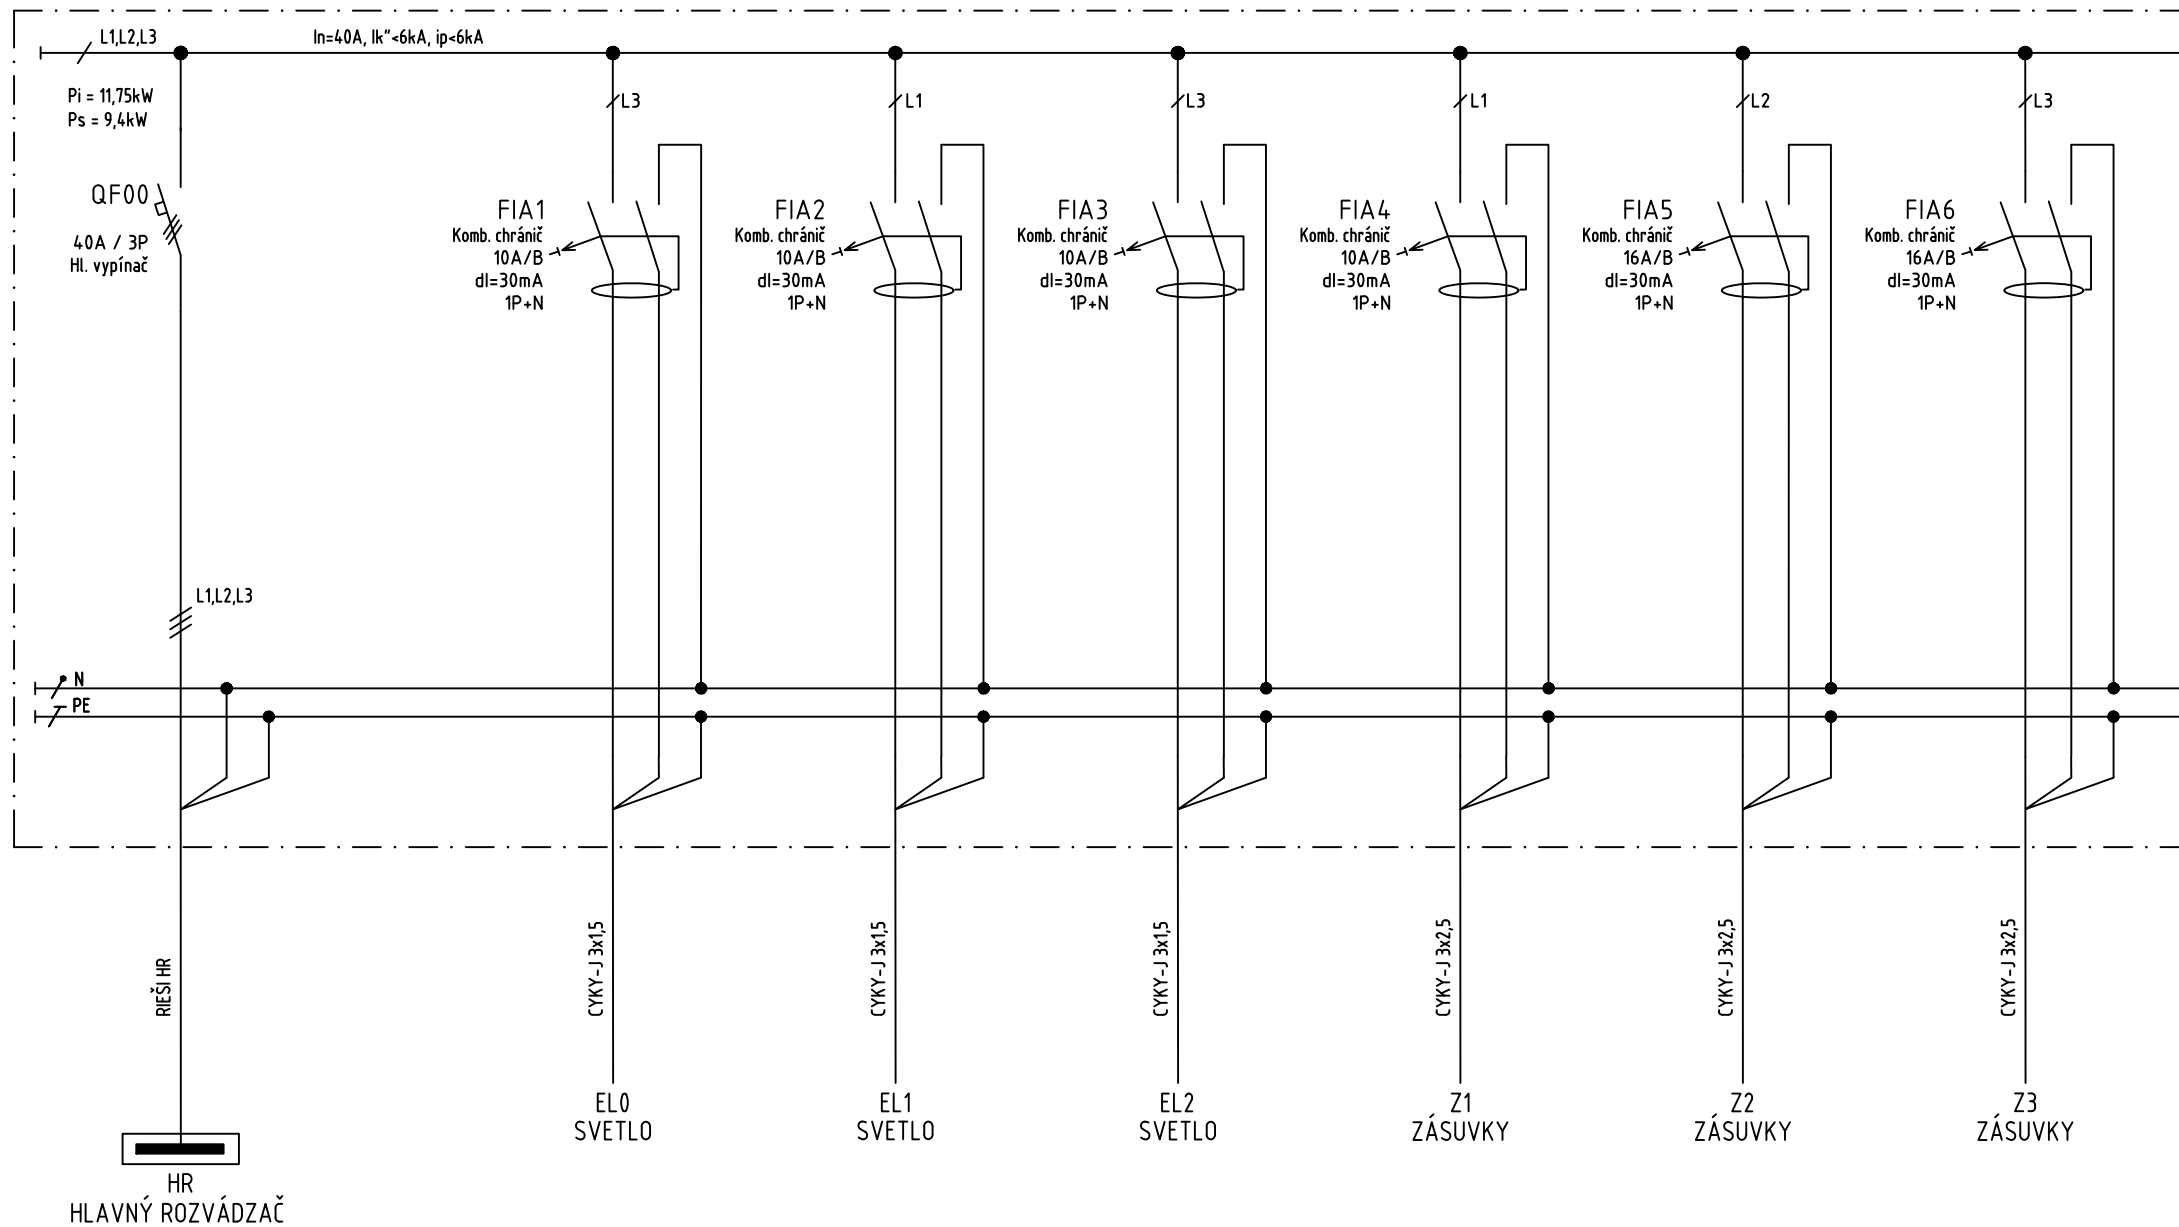 L1,L2,L3
In=40A, Ik"<6kA, ip<6kA
Pi = 11,75kW
Ps = 9,4kW
L3
L1
L3
L1
L2
L3
QF00
40A / 3P
Hl. vypínač
FIA1
Komb. chránič
10A/B
dI=30mA
1P+N
FIA2
Komb. chránič
10A/B
dI=30mA
1P+N
FIA3
Komb. chránič
10A/B
dI=30mA
1P+N
FIA4
Komb. chránič
10A/B
dI=30mA
1P+N
FIA5
Komb. chránič
16A/B
dI=30mA
1P+N
FIA6
Komb. chránič
16A/B
dI=30mA
1P+N
L1,L2,L3
N
PE
RIEŠI HR
CYKY-J 3x1,5
CYKY-J 3x1,5
CYKY-J 3x1,5
CYKY-J 3x2,5
CYKY-J 3x2,5
CYKY-J 3x2,5
EL0
SVETLO
EL1
SVETLO
EL2
SVETLO
Z1
ZÁSUVKY
Z2
ZÁSUVKY
Z3
ZÁSUVKY
HR
HLAVNÝ ROZVÁDZAČ